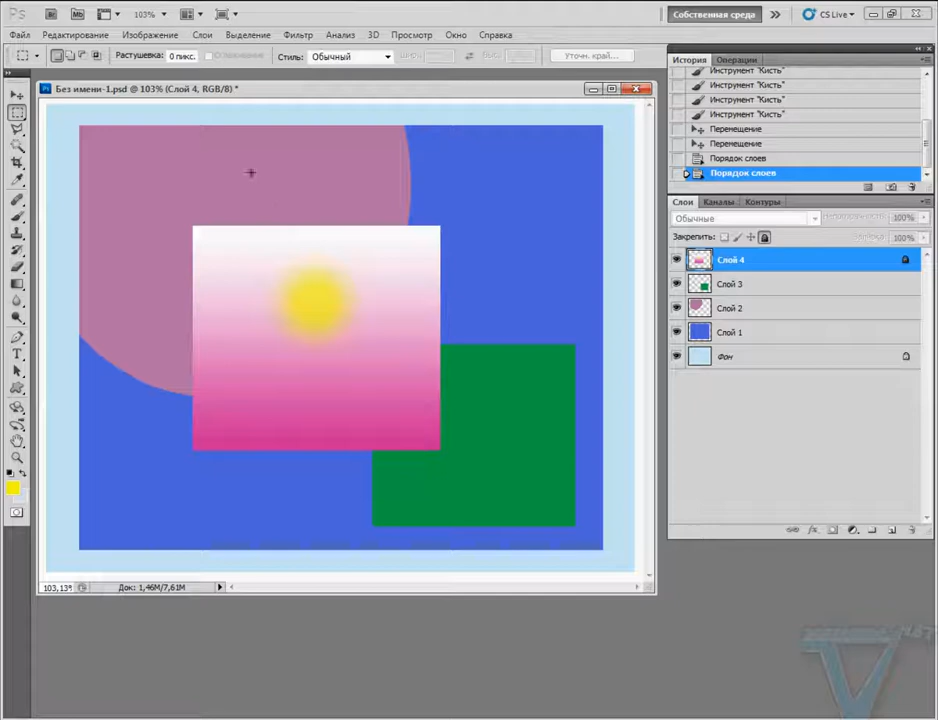 Ps Br Mb 103% Собственная среда CS Live
Файл Редактирование Изображение Слои Выделение Фильтр Анализ 3D Просмотр Окно Справка
Растушевка: 0 пикс. Стиль: Обычный Уточн. край...
Без имени-1.psd @ 103% (Слой 4, RGB/8) *
История Операции
Инструмент "Кисть"
Инструмент "Кисть"
Инструмент "Кисть"
Инструмент "Кисть"
Перемещение
Перемещение
Порядок слоев
Порядок слоев
Слои Каналы Контуры
Обычные 100%
Закрепить: 100%
Слой 4
Слой 3
Слой 2
Слой 1
Фон
103,13% Док: 1,46M/7,61M